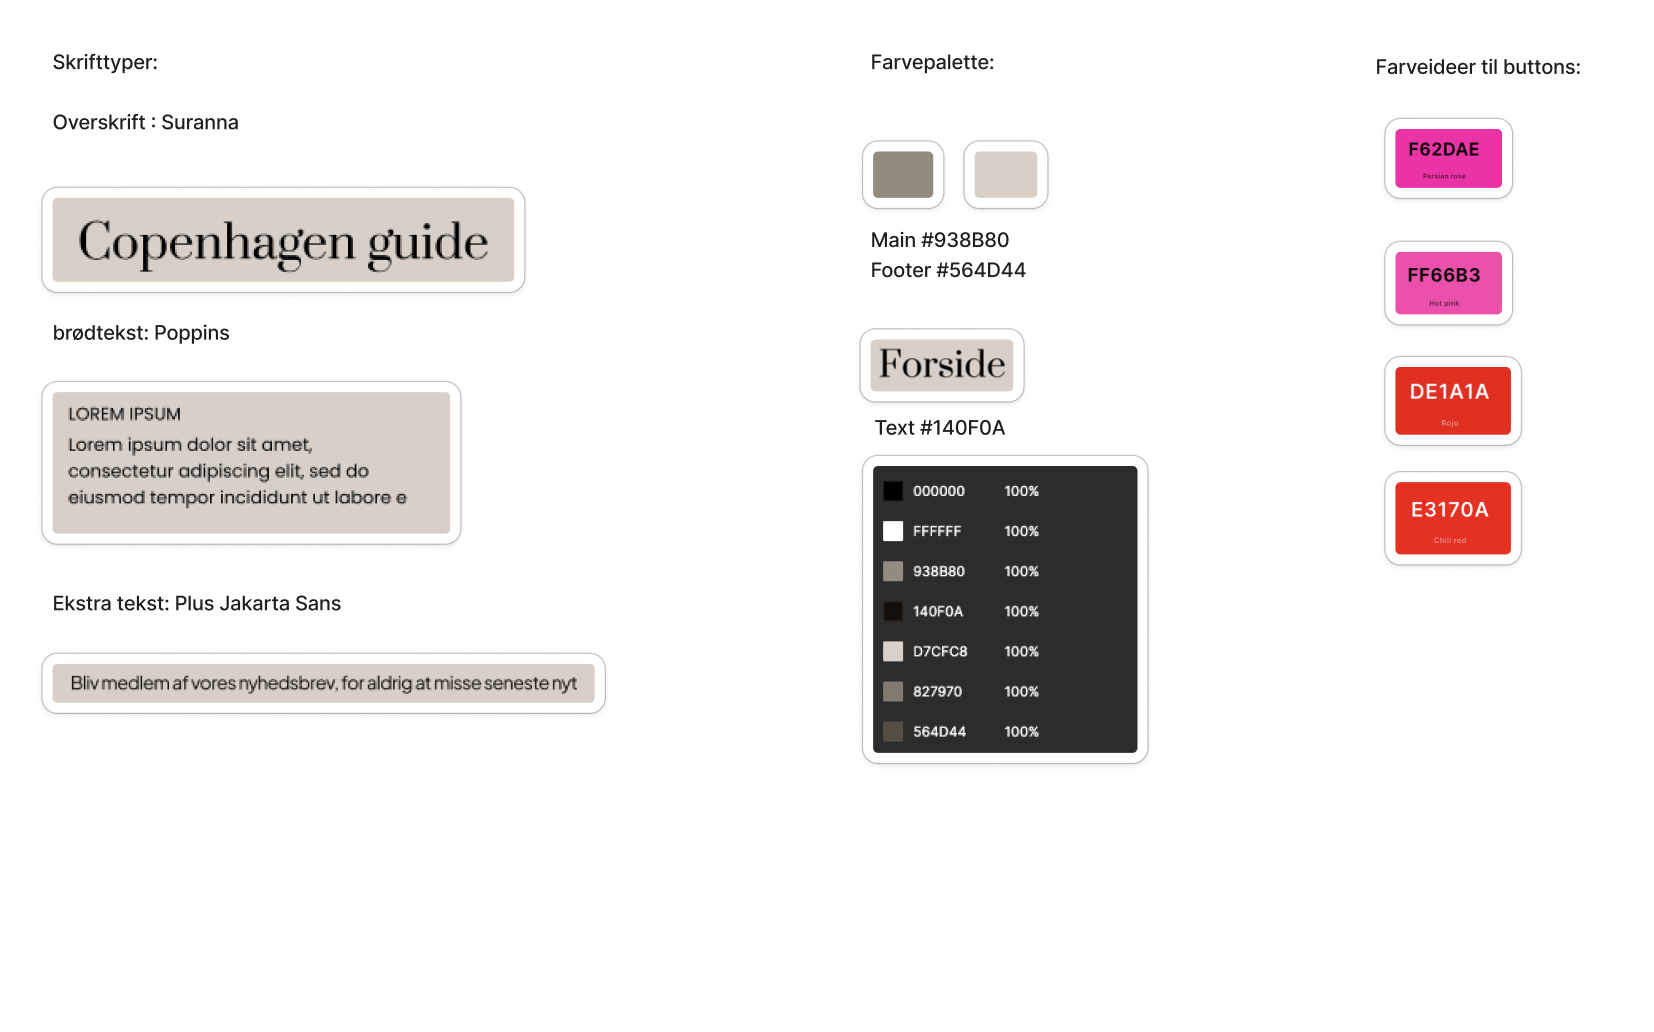 Skrifttyper:
Overskrift : Suranna
Copenhagen guide
brødtekst: Poppins
LOREM IPSUM
Lorem ipsum dolor sit amet,
consectetur adipiscing elit, sed do
eiusmod tempor incididunt ut labore e
Ekstra tekst: Plus Jakarta Sans
Bliv medlem af vores nyhedsbrev, for aldrig at misse seneste nyt
Farvepalette:
Main #938B80
Footer #564D44
Forside
Text #140F0A
000000 100%
FFFFFF 100%
938B80 100%
140F0A 100%
D7CFC8 100%
827970 100%
564D44 100%
Farveideer til buttons:
F62DAE
Persian rose
FF66B3
Hot pink
DE1A1A
Rojo
E3170A
Chili red